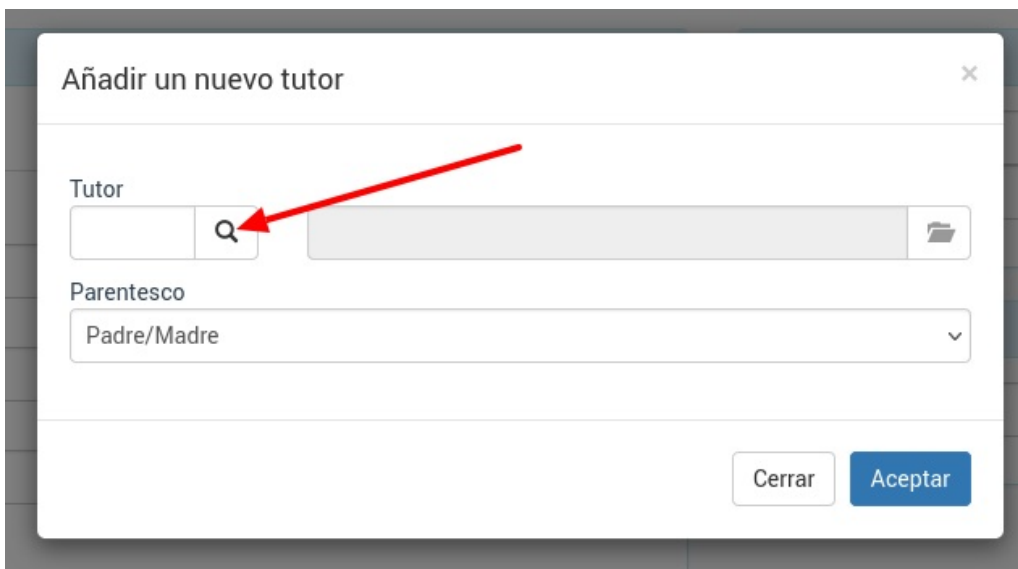 Añadir un nuevo tutor
×
Tutor
Parentesco
Padre/Madre
Cerrar Aceptar